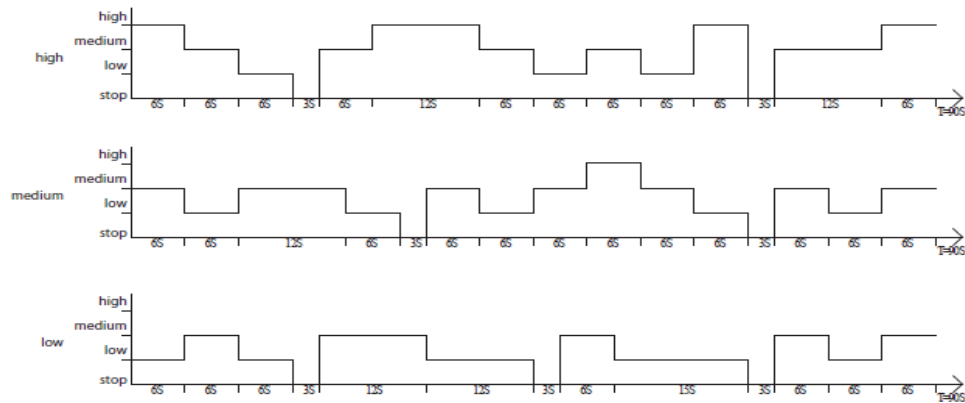 high
medium
high
low
stop
6S 6S 6S 3S 6S 12S 6S 6S 6S 6S 6S 3S 12S 6S
T=90S
high
medium
medium
low
stop
6S 6S 12S 6S 3S 6S 6S 6S 6S 6S 6S 3S 6S 6S 6S
T=90S
high
medium
low
low
stop
6S 6S 6S 3S 12S 12S 3S 6S 15S 3S 6S 6S 6S
T=90S